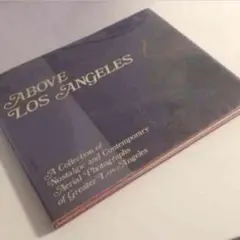 ABOVE
LOS ANGELES
A Collection of
Nostalgic and Contemporary
Aerial Photographs
of Greater Los Angeles